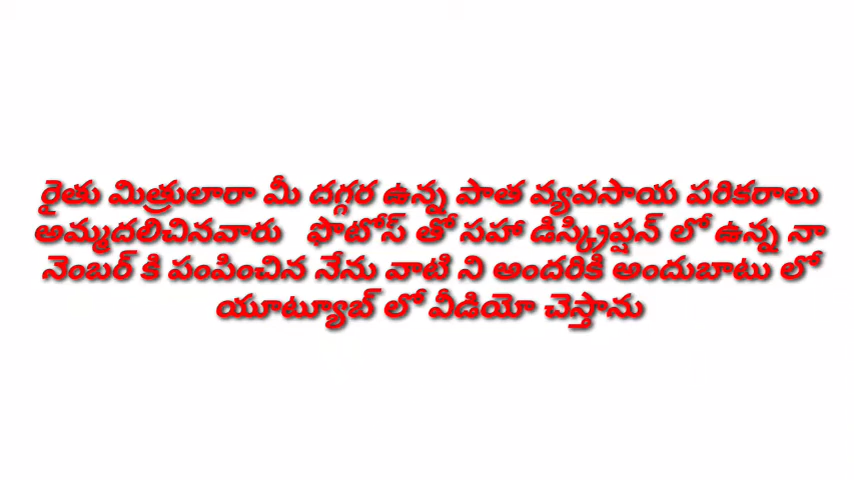 రైతు మిత్రులారా మీ దగ్గర ఉన్న పాత వ్యవసాయ పరికరాలు
అమ్మదలిచినవారు ఫొటోస్ తో సహా డిస్క్రిప్షన్ లో ఉన్న నా
నెంబర్ కి పంపించిన నేను వాటి ని అందరికి అందుబాటు లో
యూట్యూబ్ లో వీడియో చెస్తాను